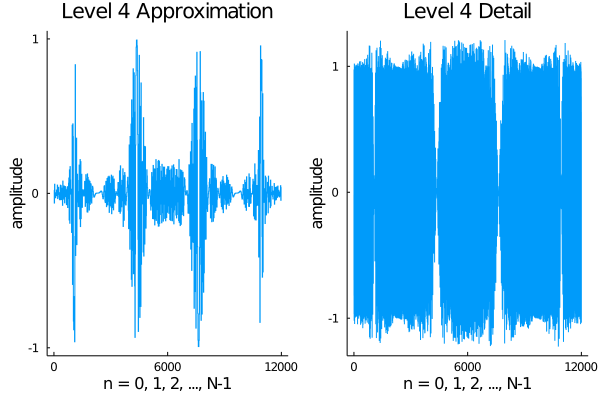 Level 4 Approximation
1
0
-1
amplitude
0
6000
12000
n = 0, 1, 2, ..., N-1
Level 4 Detail
1
0
-1
amplitude
0
6000
12000
n = 0, 1, 2, ..., N-1